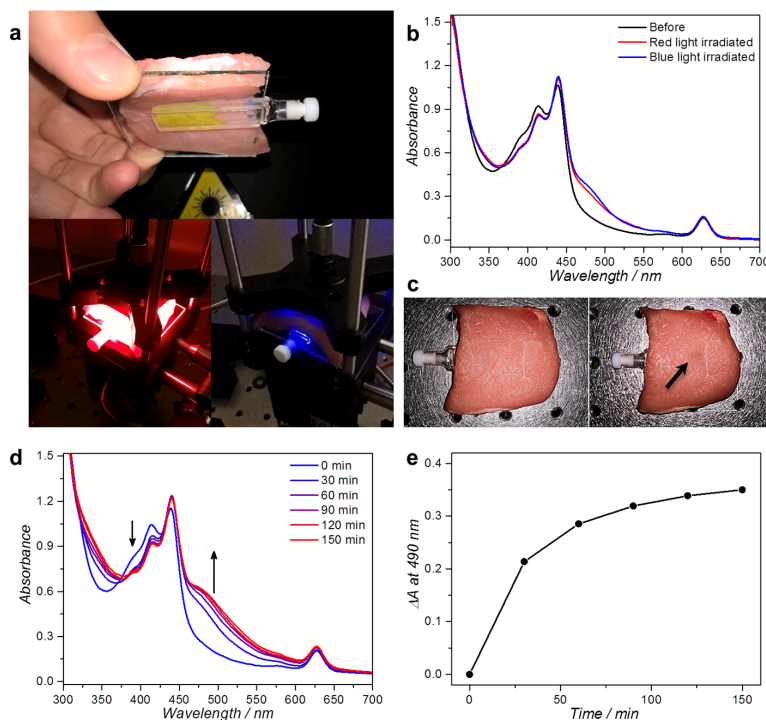 a
b
1.5
1.2
0.9
0.6
0.3
0.0
Absorbance
Before
Red light irradiated
Blue light irradiated
300 350 400 450 500 550 600 650 700
Wavelength / nm
c
d
1.5
1.2
0.9
0.6
0.3
0.0
Absorbance
0 min
30 min
60 min
90 min
120 min
150 min
300 350 400 450 500 550 600 650 700
Wavelength / nm
e
0.4
0.3
0.2
0.1
0.0
ΔA at 490 nm
0 50 100 150
Time / min